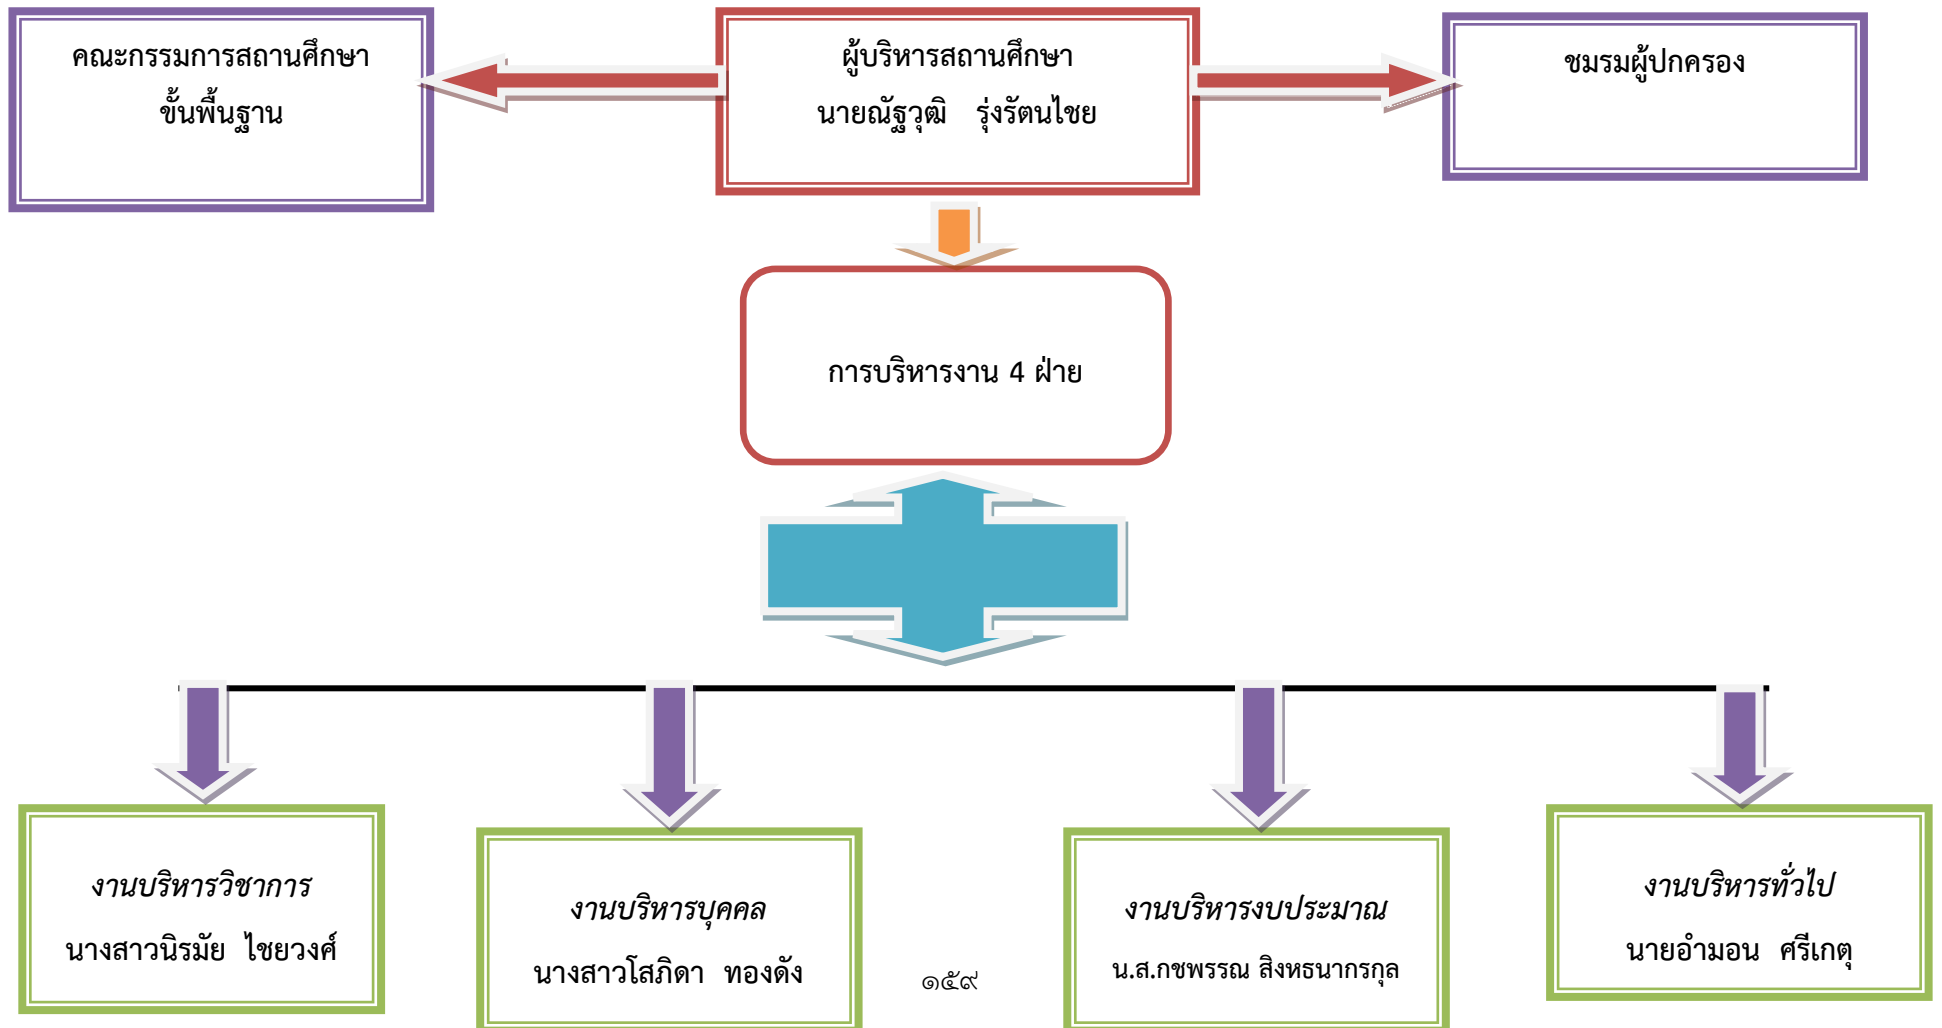 คณะกรรมการสถานศึกษา
ขั้นพื้นฐาน
ผู้บริหารสถานศึกษา
นายณัฐวุฒิ รุ่งรัตนไชย
ชมรมผู้ปกครอง
การบริหารงาน 4 ฝ่าย
งานบริหารวิชาการ
นางสาวนิรมัย ไชยวงศ์
งานบริหารบุคคล
นางสาวโสภิดา ทองดัง
งานบริหารงบประมาณ
น.ส.กชพรรณ สิงหธนากรกุล
งานบริหารทั่วไป
นายอำมอน ศรีเกตุ
๑๕๙